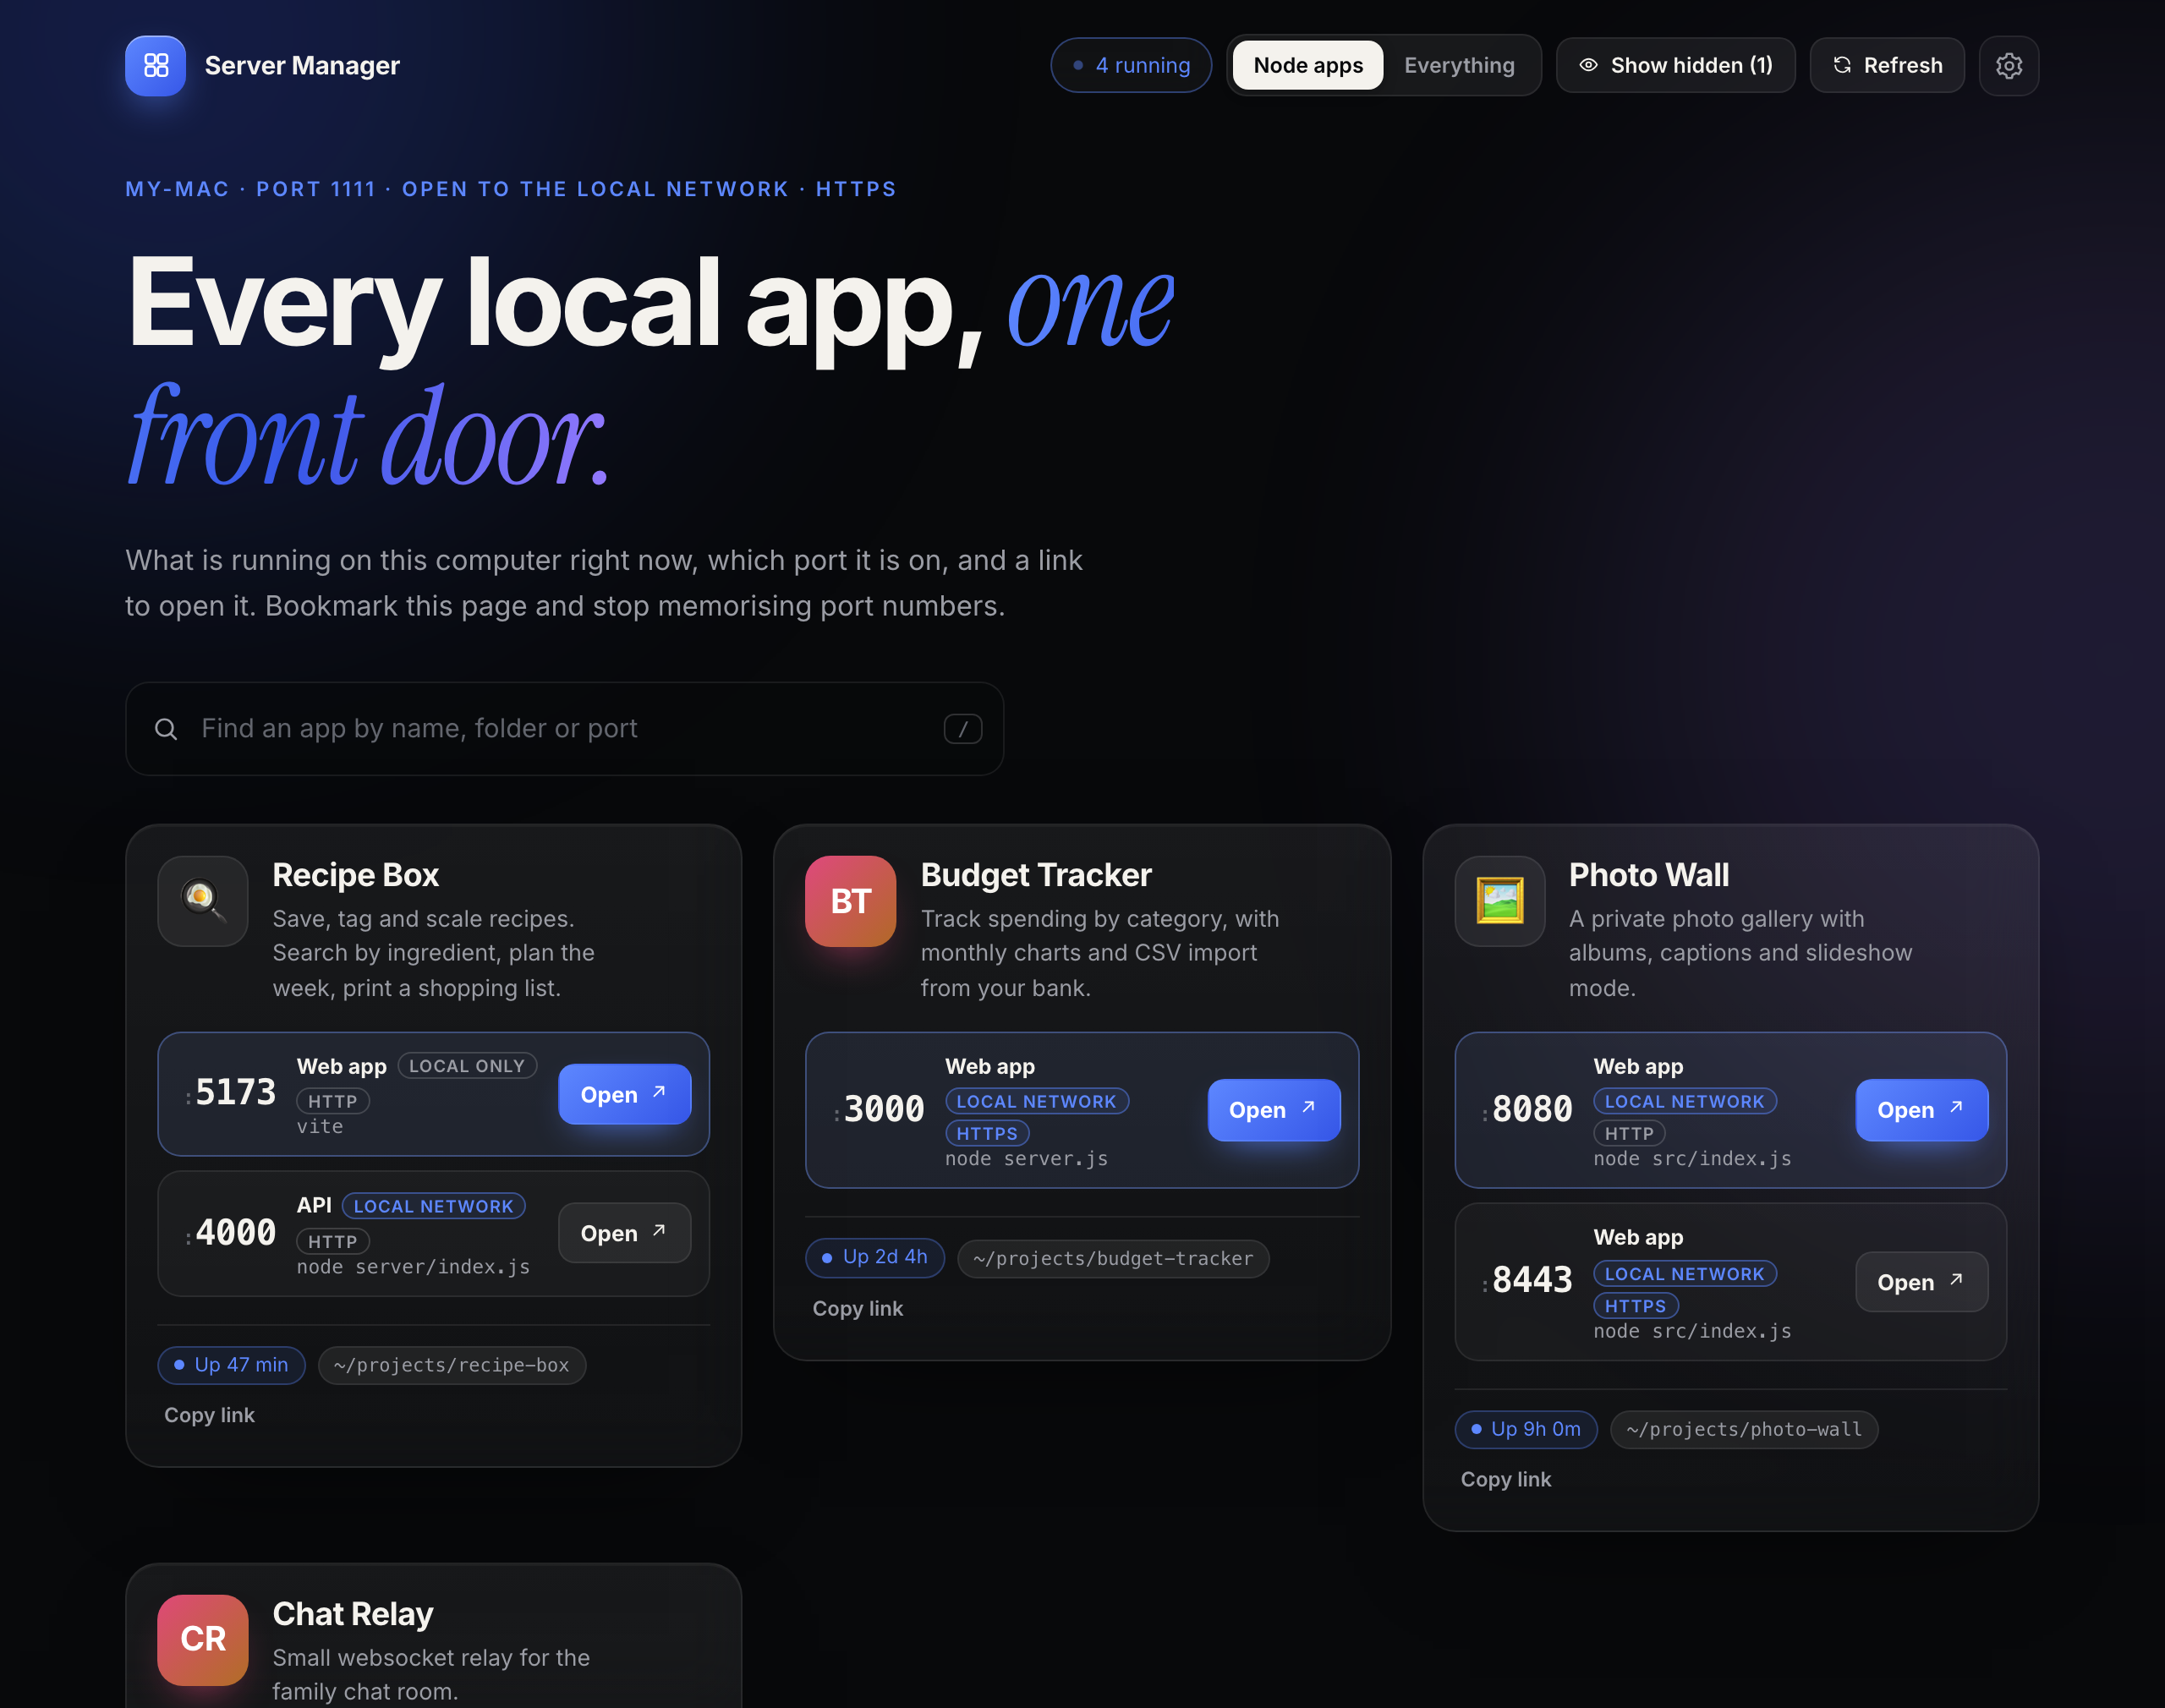 Server Manager
4 running
Node apps
Everything
Show hidden (1)
Refresh
MY-MAC · PORT 1111 · OPEN TO THE LOCAL NETWORK · HTTPS
Every local app, one
front door.
What is running on this computer right now, which port it is on, and a link
to open it. Bookmark this page and stop memorising port numbers.
Find an app by name, folder or port
/
Recipe Box
Save, tag and scale recipes.
Search by ingredient, plan the
week, print a shopping list.
:5173
Web app LOCAL ONLY
HTTP
vite
Open
:4000
API LOCAL NETWORK
HTTP
node server/index.js
Open
Up 47 min
~/projects/recipe-box
Copy link
BT
Budget Tracker
Track spending by category, with
monthly charts and CSV import
from your bank.
:3000
Web app
LOCAL NETWORK
HTTPS
node server.js
Open
Up 2d 4h
~/projects/budget-tracker
Copy link
Photo Wall
A private photo gallery with
albums, captions and slideshow
mode.
:8080
Web app
LOCAL NETWORK
HTTP
node src/index.js
Open
:8443
Web app
LOCAL NETWORK
HTTPS
node src/index.js
Open
Up 9h 0m
~/projects/photo-wall
Copy link
CR
Chat Relay
Small websocket relay for the
family chat room.